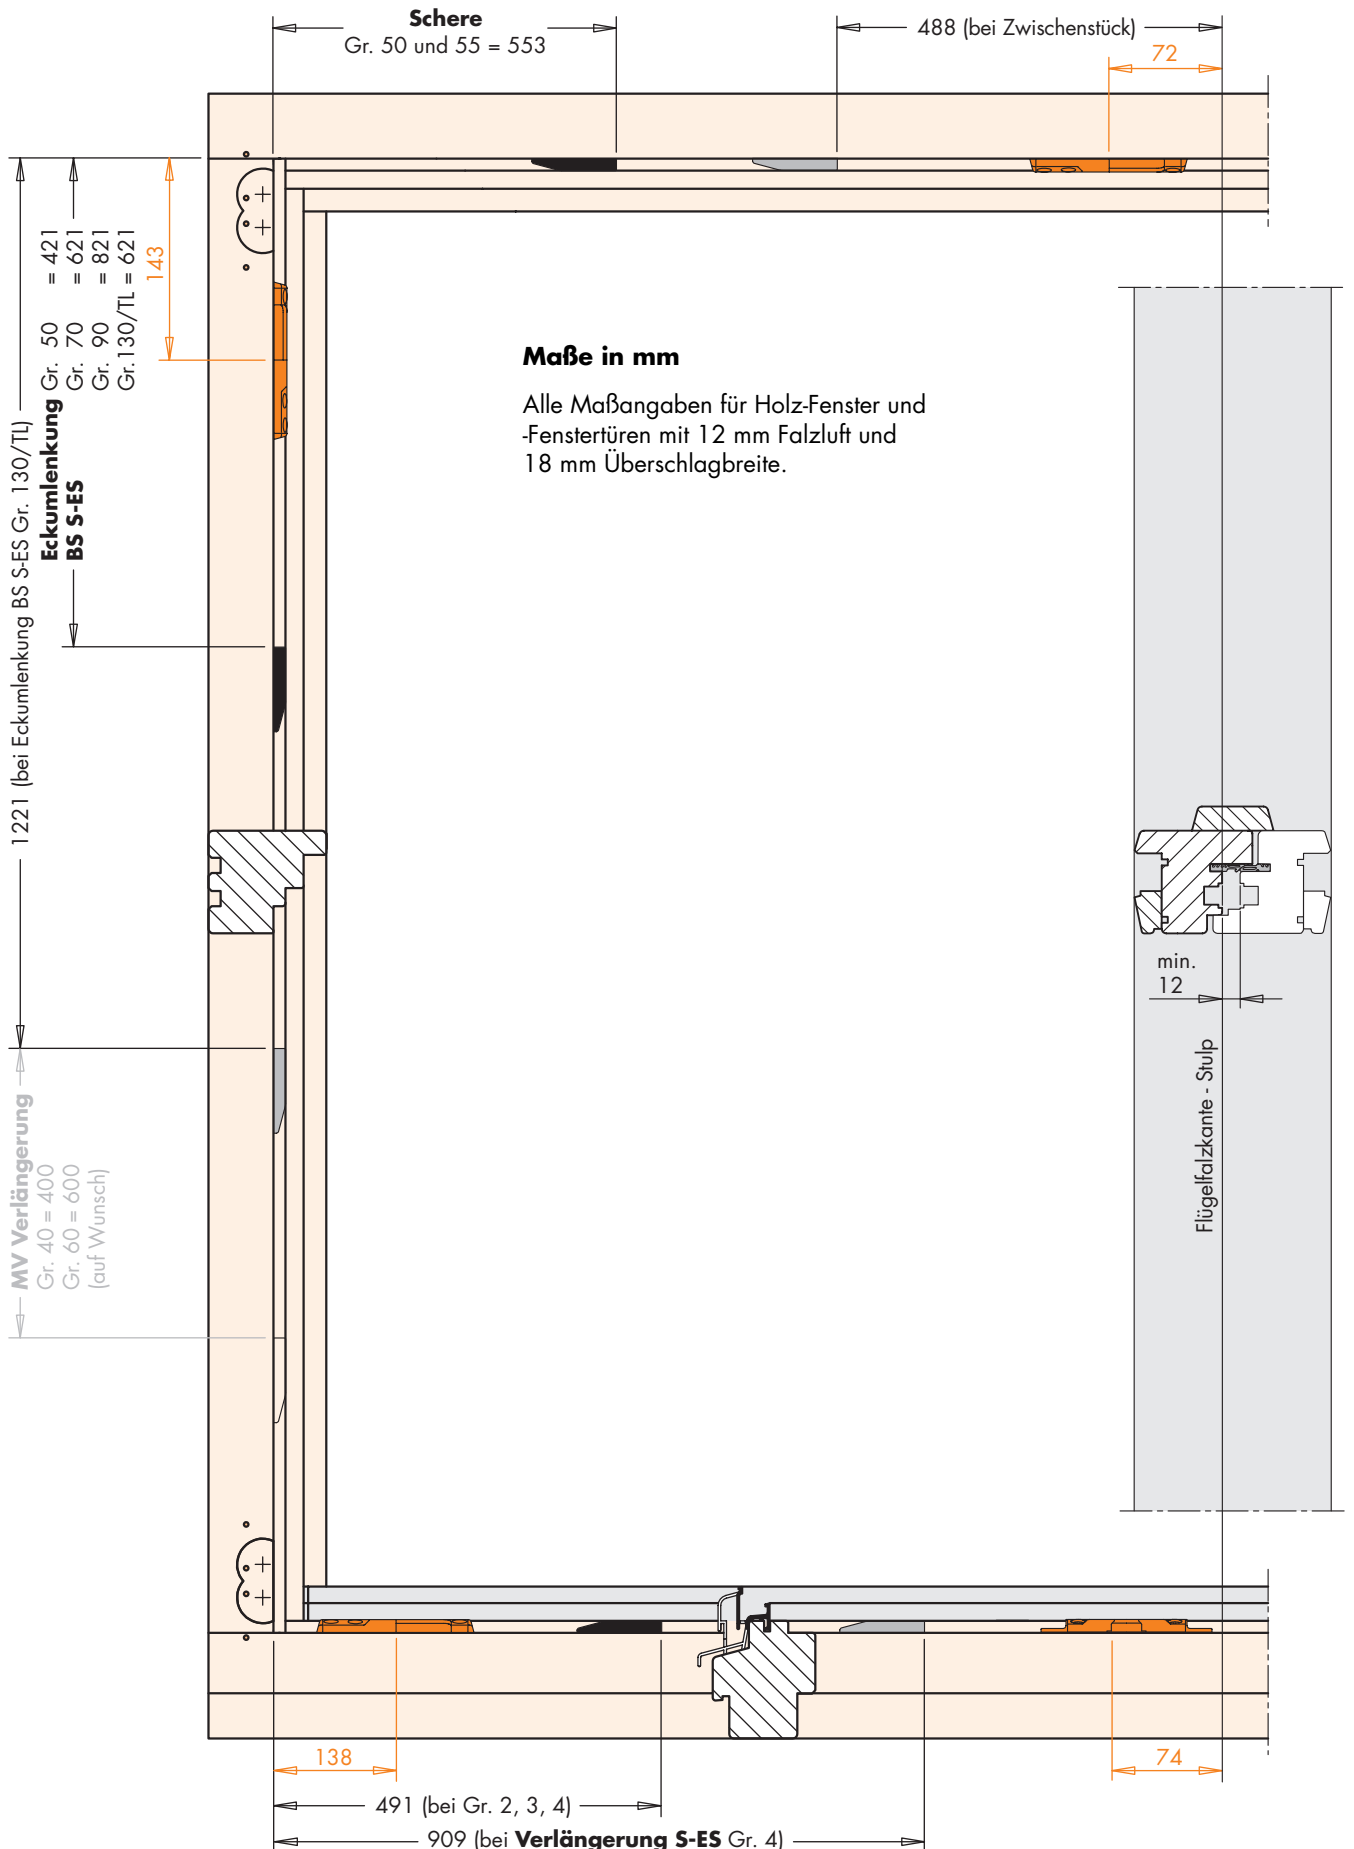 Schere
Gr. 50 und 55 = 553
488 (bei Zwischenstück)
72
1221 (bei Eckumlenkung BS S-ES Gr. 130/TL)
Eckumlenkung
BS S-ES
Gr. 50 = 421
Gr. 70 = 621
Gr. 90 = 821
Gr.130/TL = 621
143
Maße in mm
Alle Maßangaben für Holz-Fenster und
-Fenstertüren mit 12 mm Falzluft und
18 mm Überschlagbreite.
min.
12
Flügelfalzkante - Stulp
MV Verlängerung
Gr. 40 = 400
Gr. 60 = 600
(auf Wunsch)
138
74
491 (bei Gr. 2, 3, 4)
909 (bei Verlängerung S-ES Gr. 4)